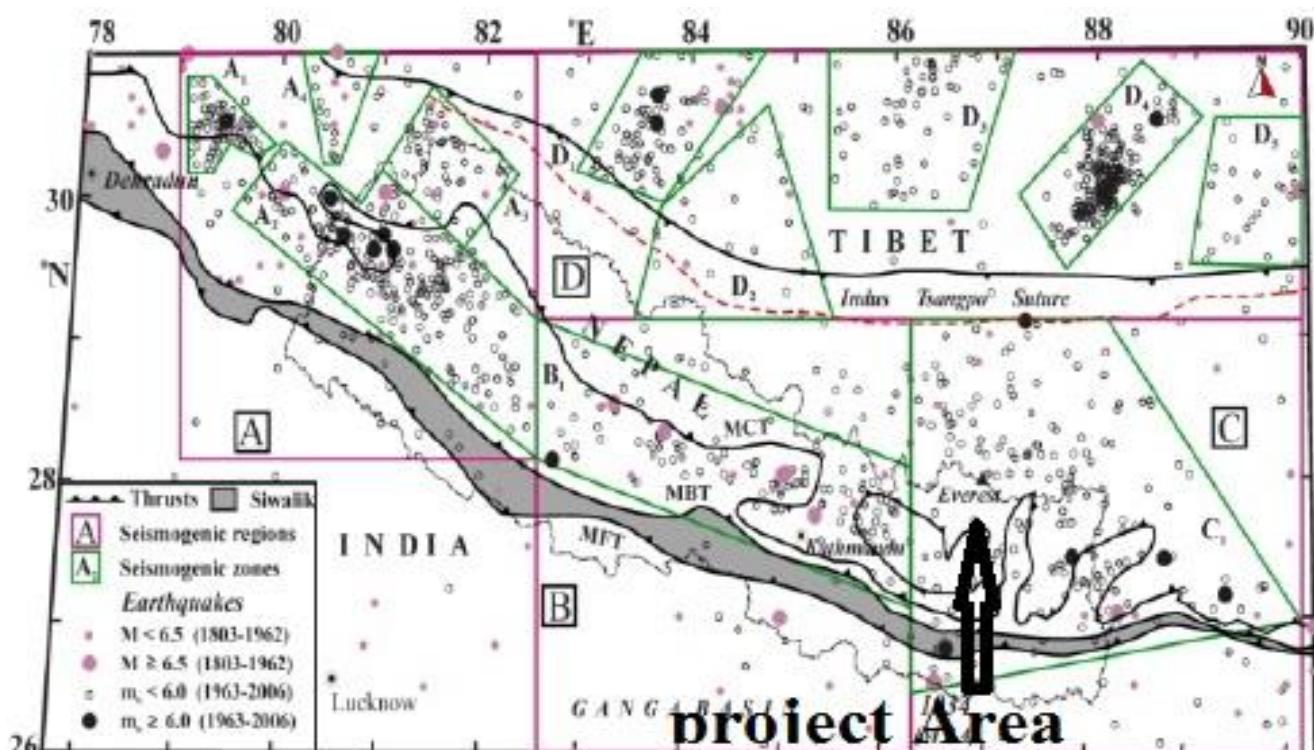 78 80 82 °E 84 86 88 90
A₁
A₄
D₄
D₃
D₁
D₅
Dehradun
30
A₂
A₃
TIBET
°N
D
D₂
Indus Tsangpo Suture
NEPAL
B₁
A
C
MCT
28
MBT
Everest
Thrusts Siwalik
C₁
A Seismogenic regions
INDIA
MFT
Kathmandu
A₁ Seismogenic zones
B
Earthquakes
M < 6.5 (1803-1962)
M ≥ 6.5 (1803-1962)
< 6.0 (1963-2006)
Lucknow
≥ 6.0 (1963-2006)
GANGA BASIN
1934
project Area
26